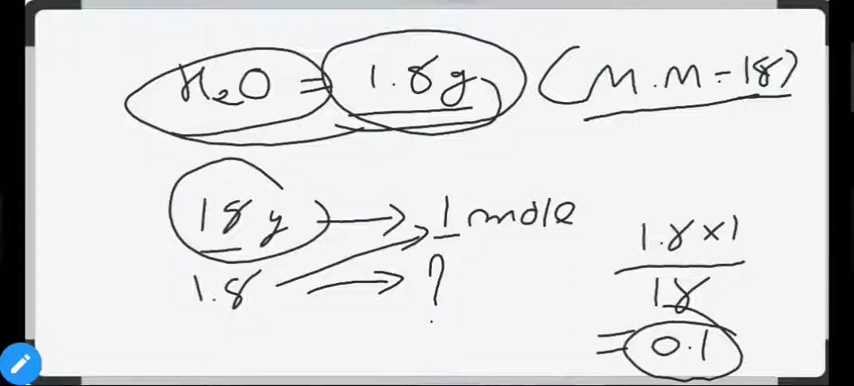 H₂O = 1.8g (M.M = 18)
18g → 1 mole
1.8 → ?
1.8 × 1
18
= 0.1